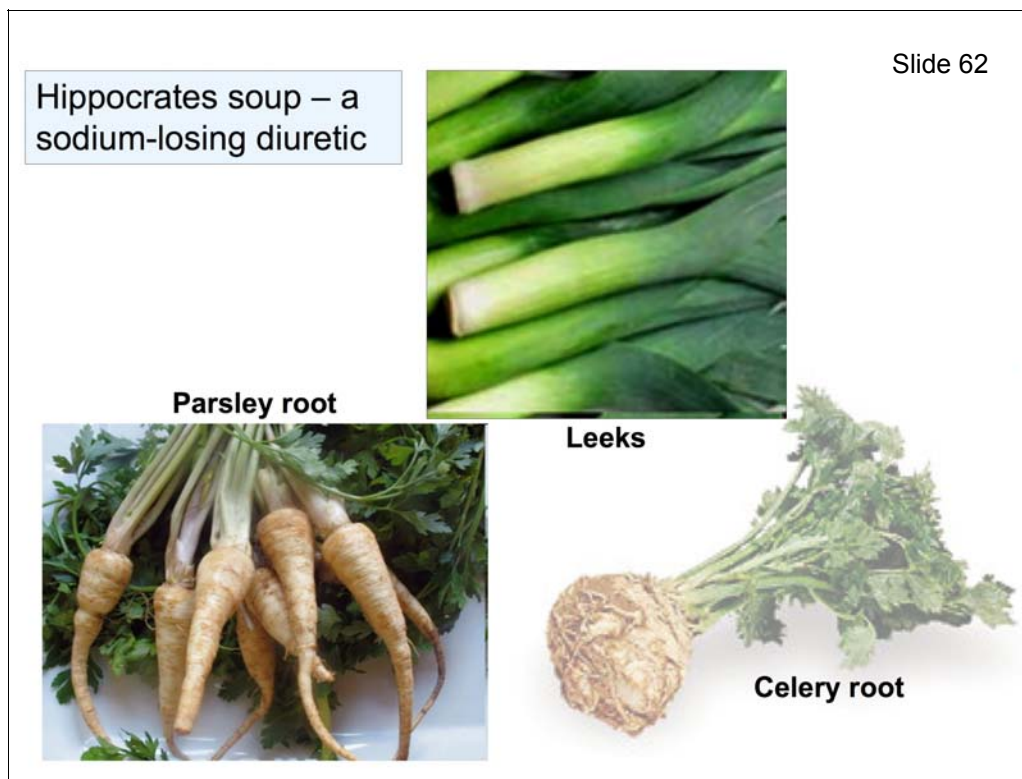 Slide 62
Hippocrates soup – a
sodium-losing diuretic
Parsley root
Leeks
Celery root